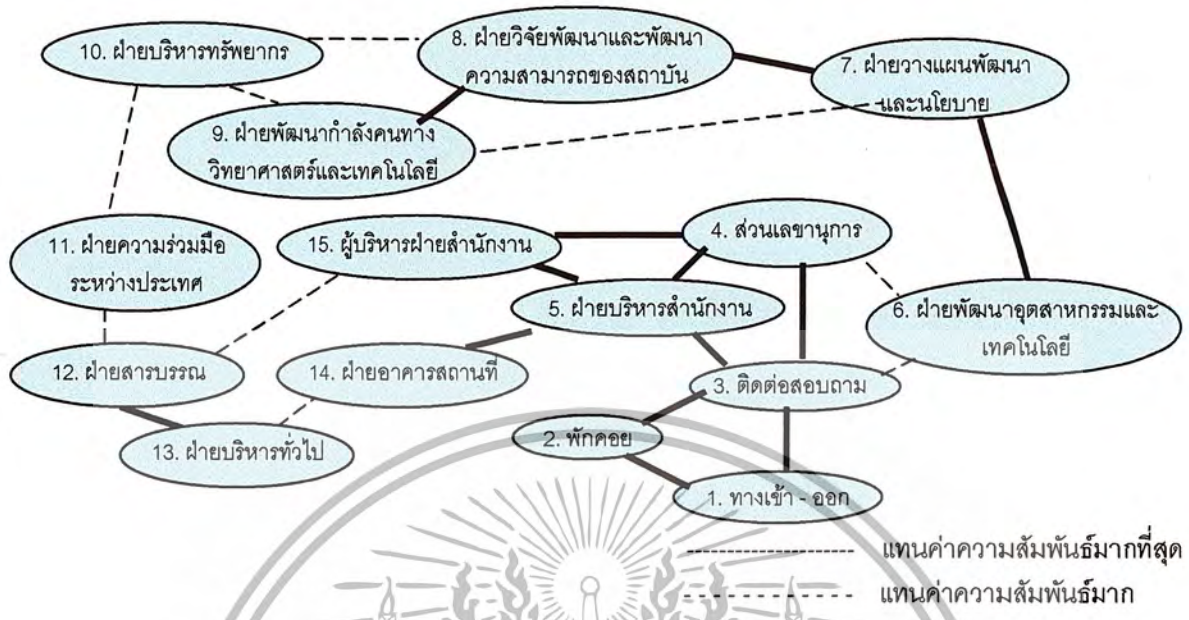 10. ฝ่ายบริหารทรัพยากร
8. ฝ่ายวิจัยพัฒนาและพัฒนา
ความสามารถของสถาบัน
7. ฝ่ายวางแผนพัฒนา
และนโยบาย
9. ฝ่ายพัฒนากำลังคนทาง
วิทยาศาสตร์และเทคโนโลยี
11. ฝ่ายความร่วมมือ
ระหว่างประเทศ
15. ผู้บริหารฝ่ายสำนักงาน
4. ส่วนเลขานุการ
5. ฝ่ายบริหารสำนักงาน
6. ฝ่ายพัฒนาอุตสาหกรรมและ
เทคโนโลยี
12. ฝ่ายสารบรรณ
14. ฝ่ายอาคารสถานที่
3. ติดต่อสอบถาม
13. ฝ่ายบริหารทั่วไป
2. พักคอย
1. ทางเข้า - ออก
แทนค่าความสัมพันธ์มากที่สุด
แทนค่าความสัมพันธ์มาก